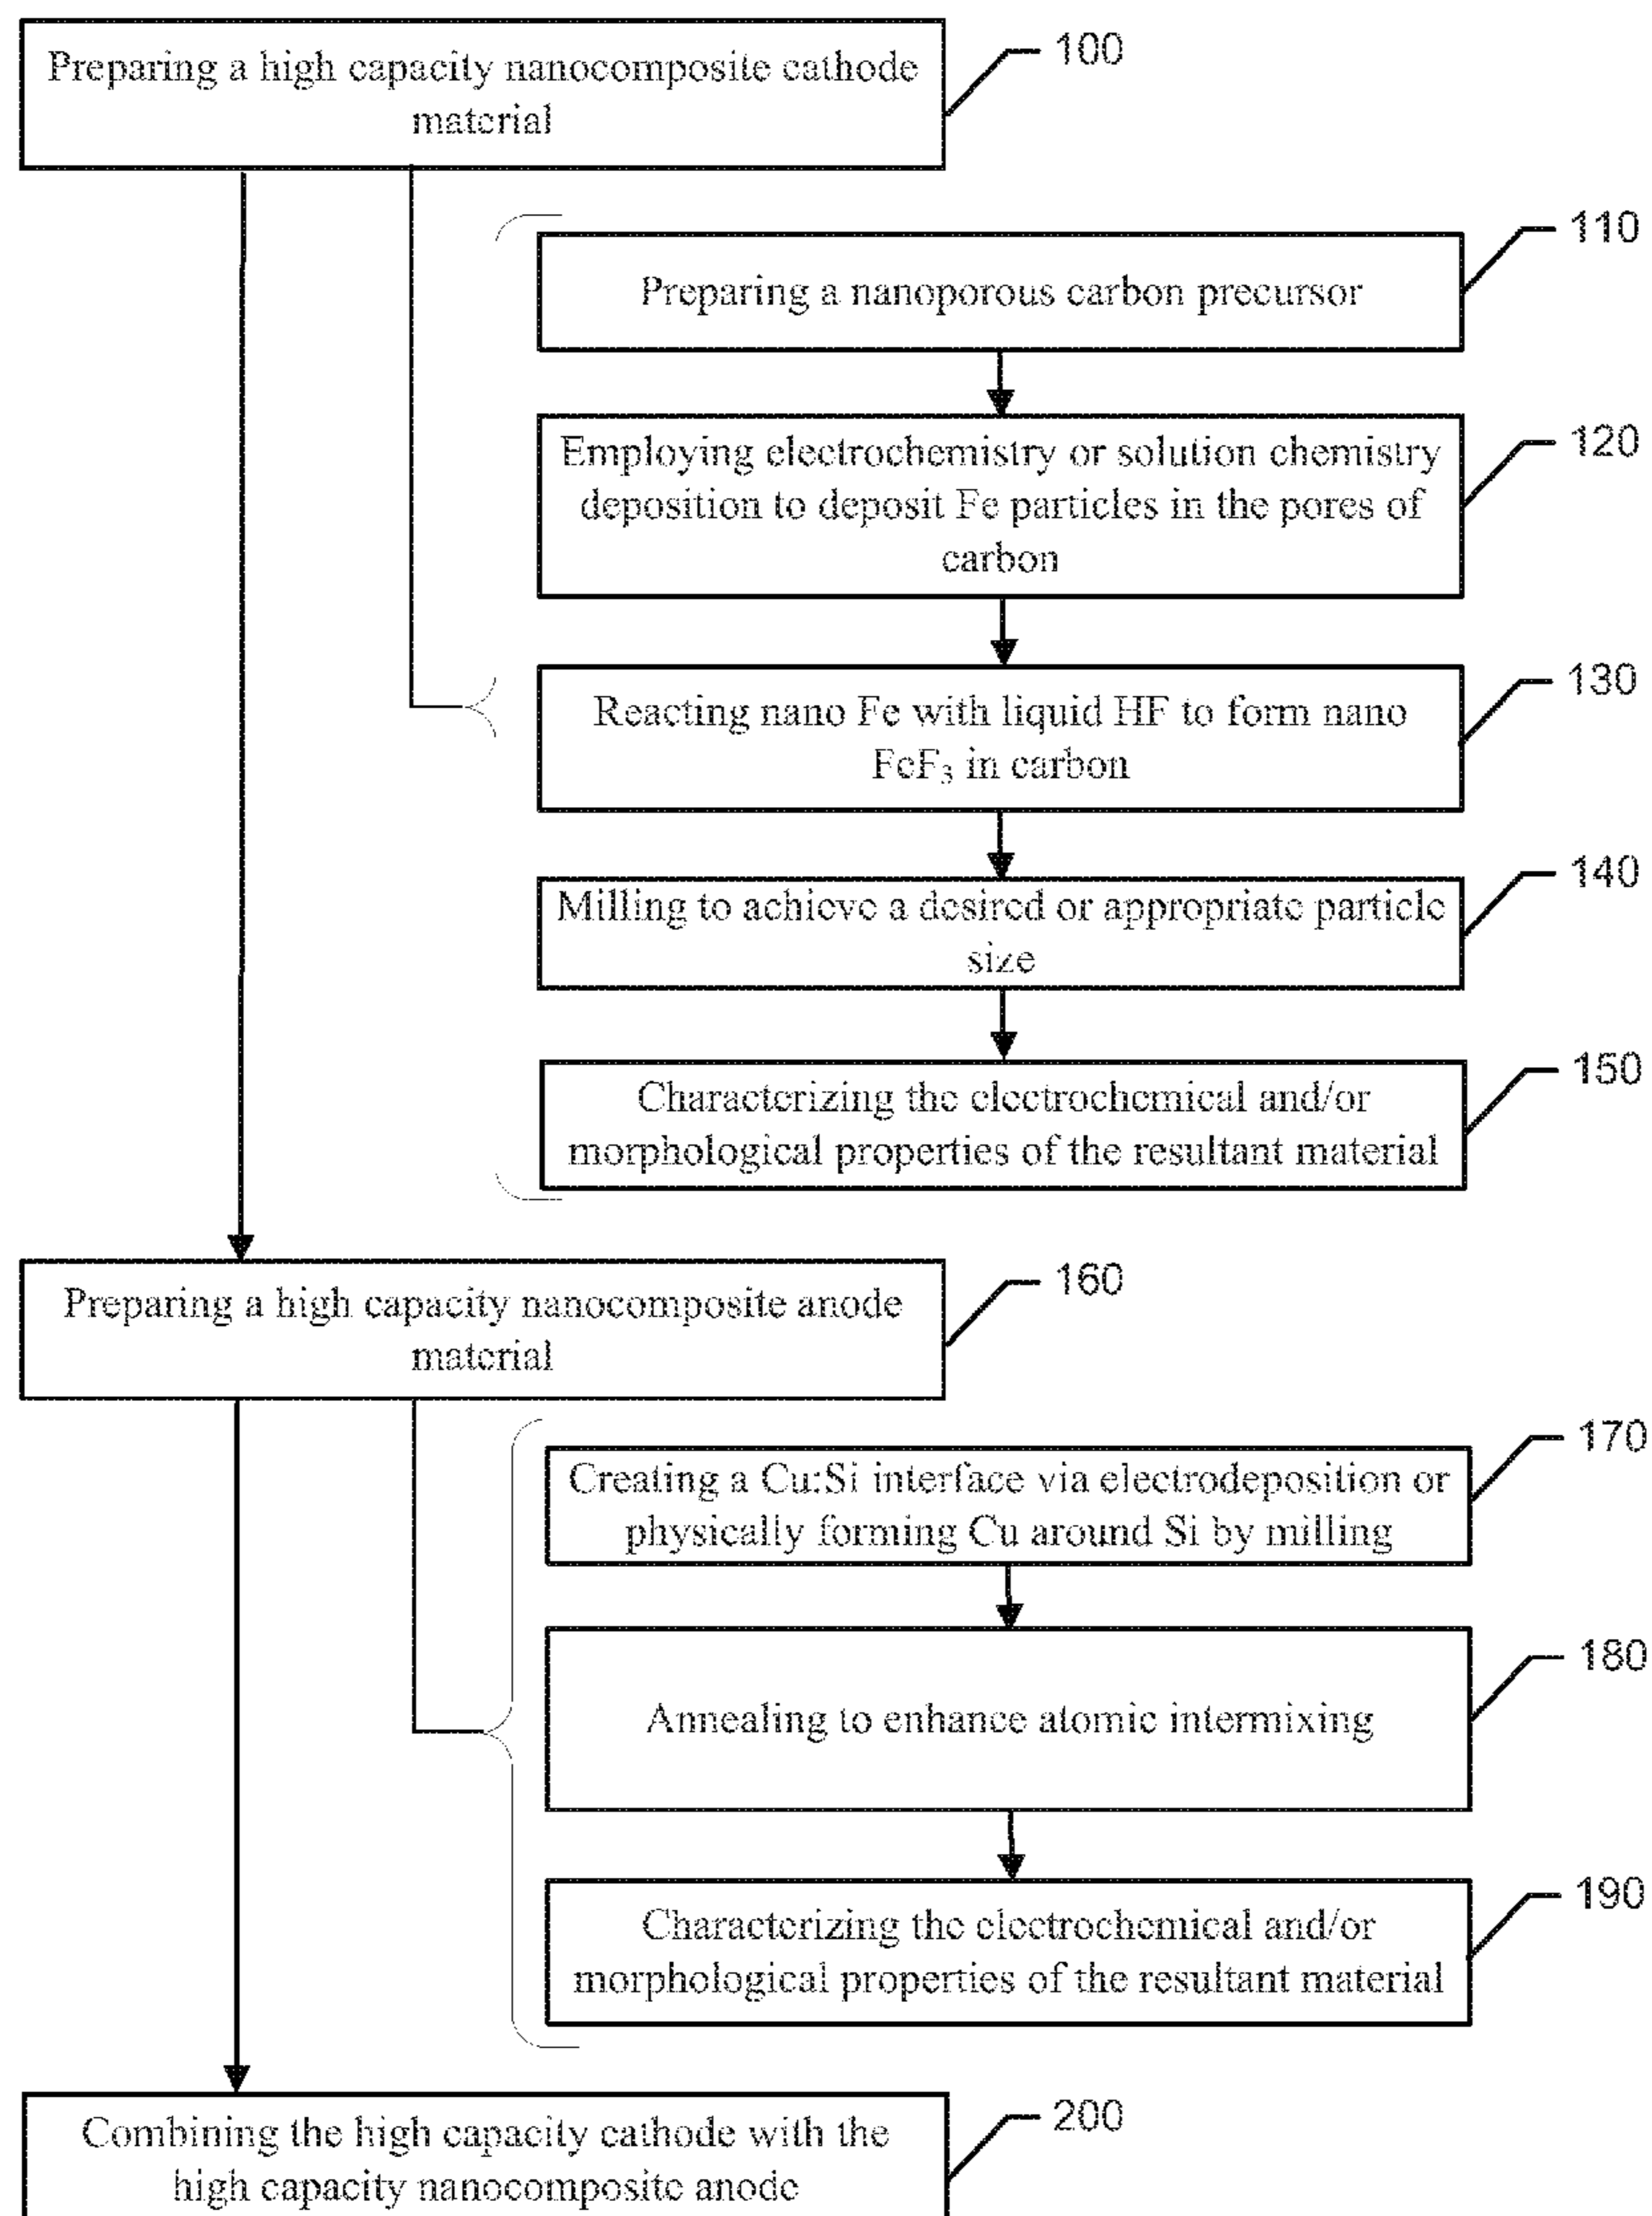 Preparing a high capacity nanocomposite cathode
material
100
110
Preparing a nanoporous carbon precursor
120
Employing electrochemistry or solution chemistry
deposition to deposit Fe particles in the pores of
carbon
130
Reacting nano Fe with liquid HF to form nano
FeF₃ in carbon
140
Milling to achieve a desired or appropriate particle
size
150
Characterizing the electrochemical and/or
morphological properties of the resultant material
160
Preparing a high capacity nanocomposite anode
material
170
Creating a Cu:Si interface via electrodeposition or
physically forming Cu around Si by milling
180
Annealing to enhance atomic intermixing
190
Characterizing the electrochemical and/or
morphological properties of the resultant material
200
Combining the high capacity cathode with the
high capacity nanocomposite anode